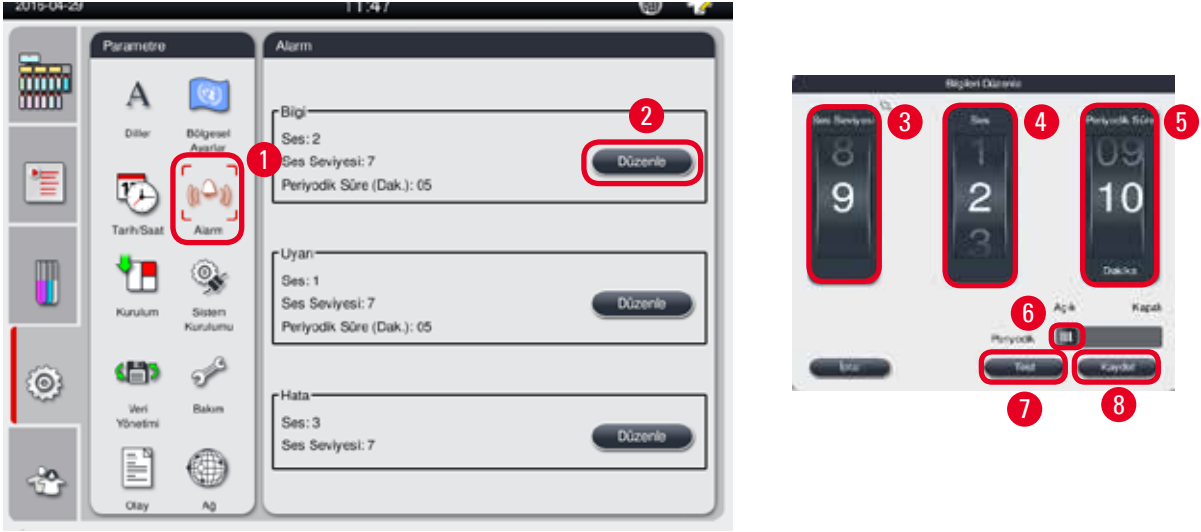 2016-04-29
11:47
Parametre
Diller
Bölgesel
Ayarlar
Tarih/Saat
Alarm
Kurulum
Sistem
Kurulumu
Veri
Yönetimi
Bakım
Olay
Ağ
1
Alarm
Bilgi
Ses: 2
Ses Seviyesi: 7
Periyodik Süre (Dak.): 05
2
Düzenle
Uyarı
Ses: 1
Ses Seviyesi: 7
Periyodik Süre (Dak.): 05
Düzenle
Hata
Ses: 3
Ses Seviyesi: 7
Düzenle
Bilgileri Düzenle
Ses Seviyesi
3
8
9
Ses
4
1
2
3
Periyodik Süre
5
09
10
Dakika
6
Açık
Kapalı
Periyodik
İptal
Test
Kaydet
7
8